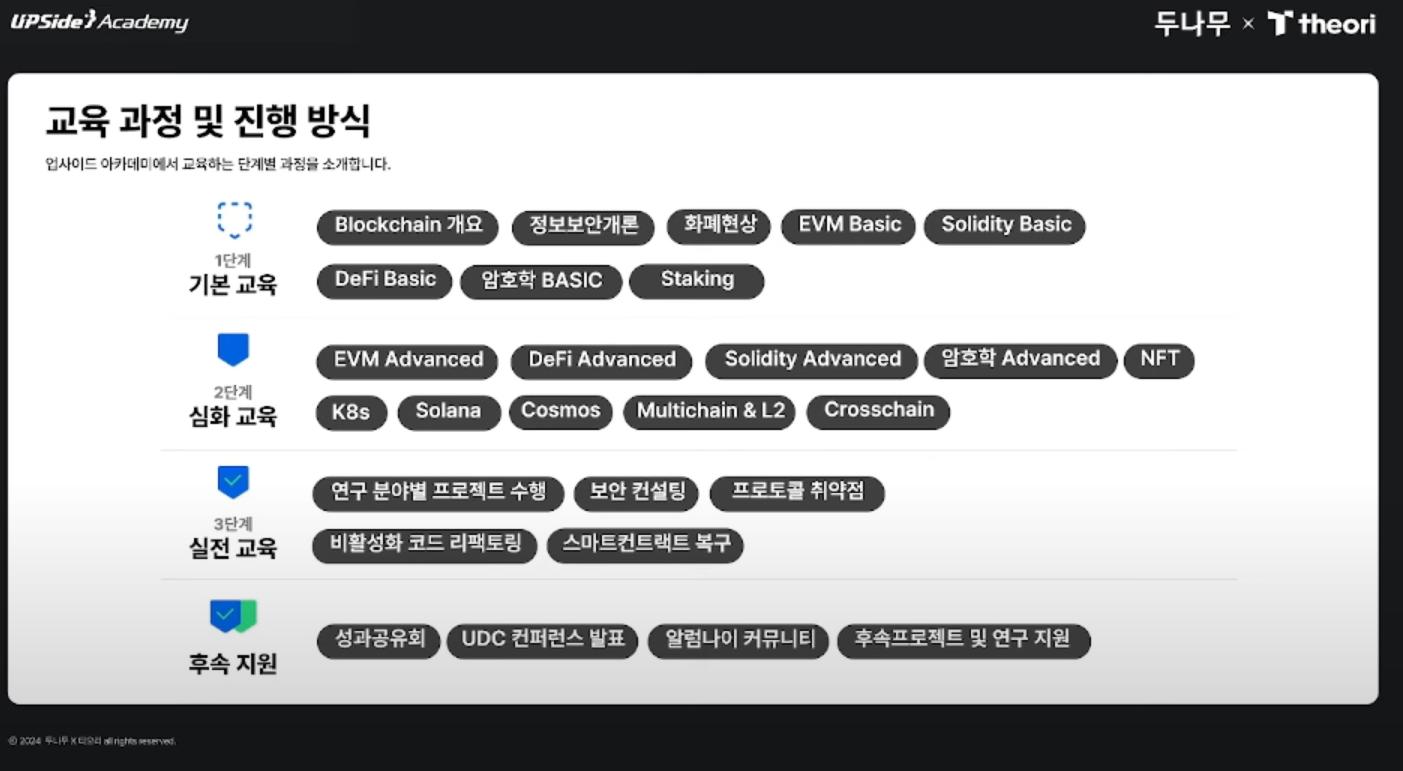 UPSide Academy
두나무 × theori
교육 과정 및 진행 방식
업사이드 아카데미에서 교육하는 단계별 과정을 소개합니다.
1단계
기본 교육
Blockchain 개요 정보보안개론 화폐현상 EVM Basic Solidity Basic
DeFi Basic 암호학 BASIC Staking
2단계
심화 교육
EVM Advanced DeFi Advanced Solidity Advanced 암호학 Advanced NFT
K8s Solana Cosmos Multichain & L2 Crosschain
3단계
실전 교육
연구 분야별 프로젝트 수행 보안 컨설팅 프로토콜 취약점
비활성화 코드 리팩토링 스마트컨트랙트 복구
후속 지원
성과공유회 UDC 컨퍼런스 발표 알럼나이 커뮤니티 후속프로젝트 및 연구 지원
© 2024 두나무 X 티오리 all rights reserved.